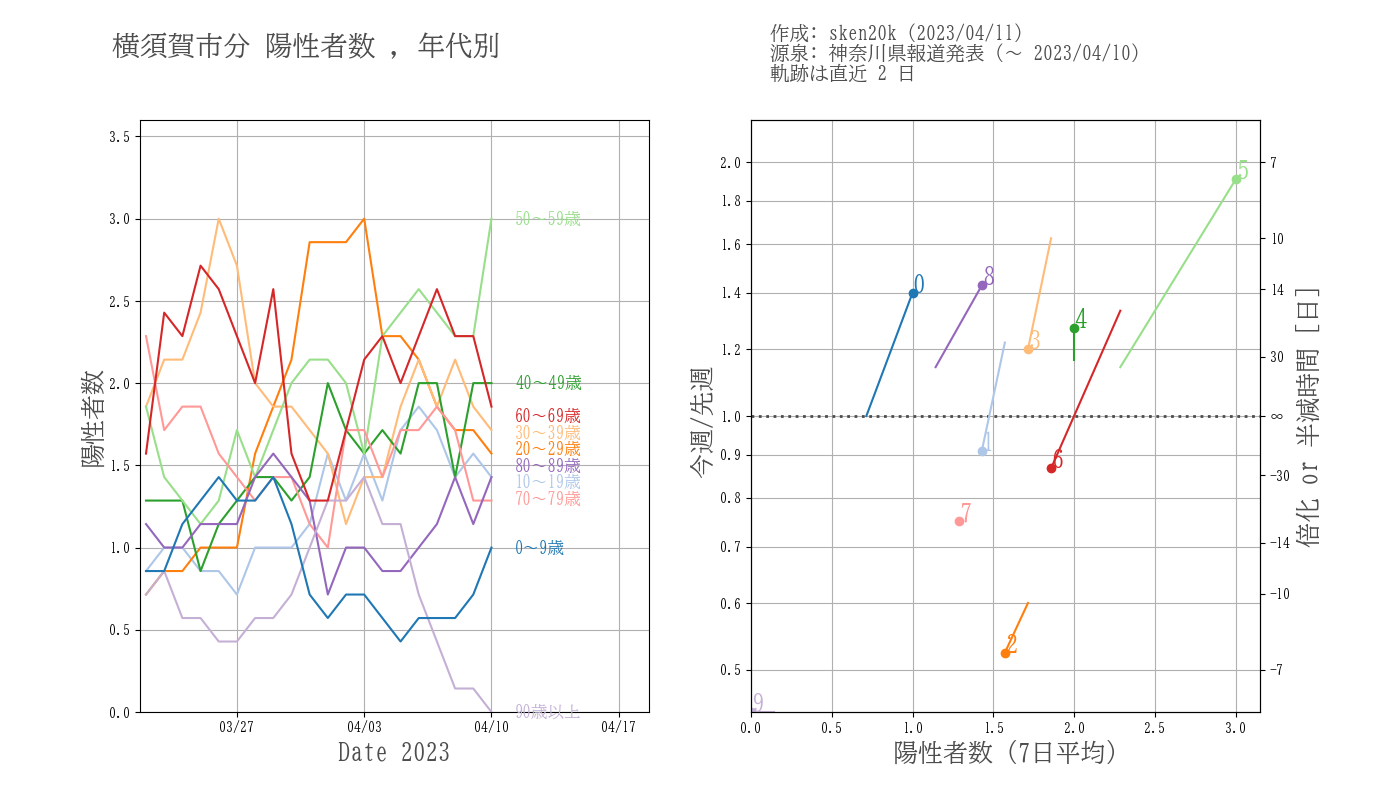 横須賀市分 陽性者数 , 年代別
作成: sken20k (2023/04/11)
源泉: 神奈川県報道発表 (〜 2023/04/10)
軌跡は直近 2 日
陽性者数
3.5
3.0
2.5
2.0
1.5
1.0
0.5
0.0
50〜59歳
40〜49歳
60〜69歳
30〜39歳
20〜29歳
80〜89歳
10〜19歳
70〜79歳
0〜9歳
90歳以上
03/27
04/03
04/10
04/17
Date 2023
今週/先週
2.0
1.8
1.6
1.4
1.2
1.0
0.9
0.8
0.7
0.6
0.5
5
8
0
4
3
1
6
7
2
9
7
10
14
30
∞
−30
−14
−10
−7
倍化 or 半減時間 [日]
0.0
0.5
1.0
1.5
2.0
2.5
3.0
陽性者数 (7日平均)